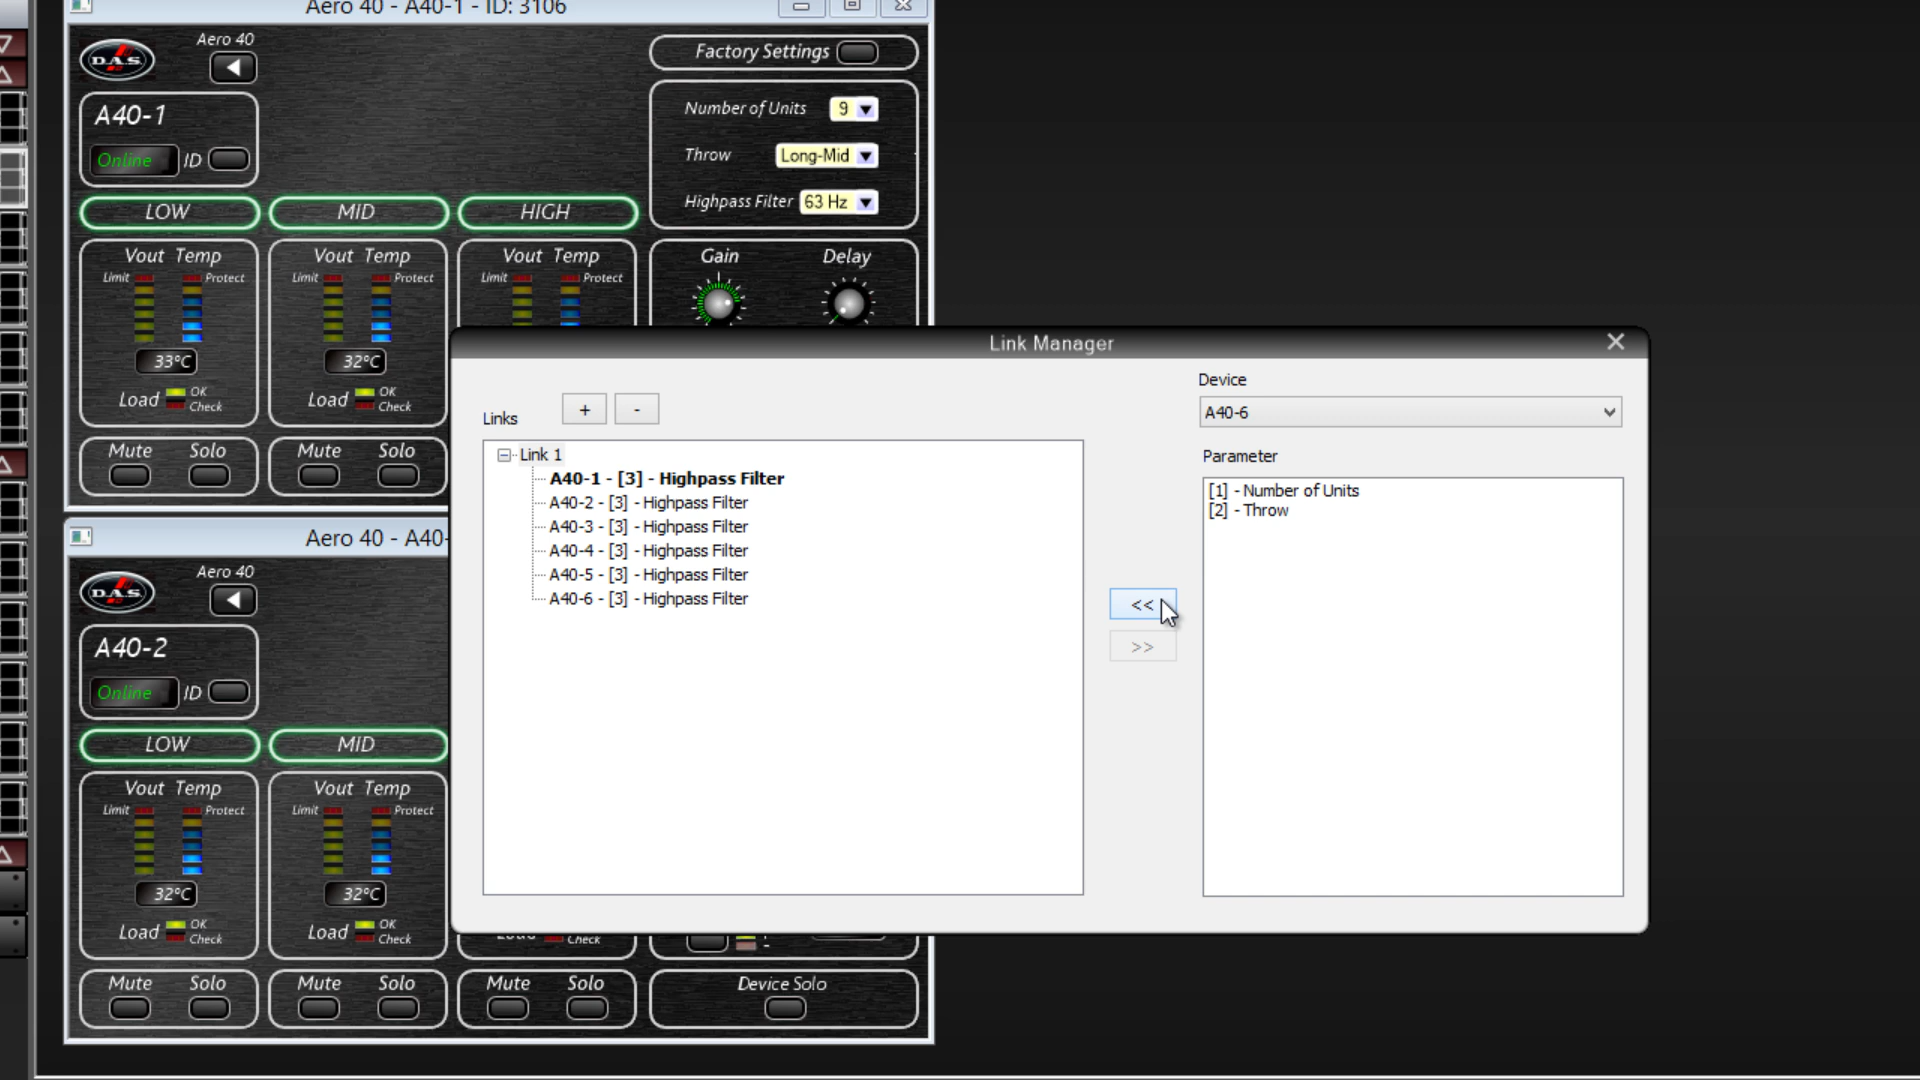 Aero 40 - A40-1 - ID: 3106
D.A.S.
Aero 40
Factory Settings
A40-1
Online ID
Number of Units 9
Throw Long-Mid
Highpass Filter 63 Hz
LOW MID HIGH
Vout Temp Vout Temp Vout Temp
Limit Protect Limit Protect Limit Protect
Gain Delay
33°C 32°C
Load OK Check Load OK Check
Mute Solo Mute Solo
Link Manager
Links + -
Link 1
A40-1 - [3] - Highpass Filter
A40-2 - [3] - Highpass Filter
A40-3 - [3] - Highpass Filter
A40-4 - [3] - Highpass Filter
A40-5 - [3] - Highpass Filter
A40-6 - [3] - Highpass Filter
<<
>>
Device
A40-6
Parameter
[1] - Number of Units
[2] - Throw
Aero 40 - A40-
D.A.S.
Aero 40
A40-2
Online ID
LOW MID
Vout Temp Vout Temp
Limit Protect Limit Protect
32°C 32°C
Load OK Check Load OK Check
Load Check
Mute Solo Mute Solo Mute Solo
Device Solo